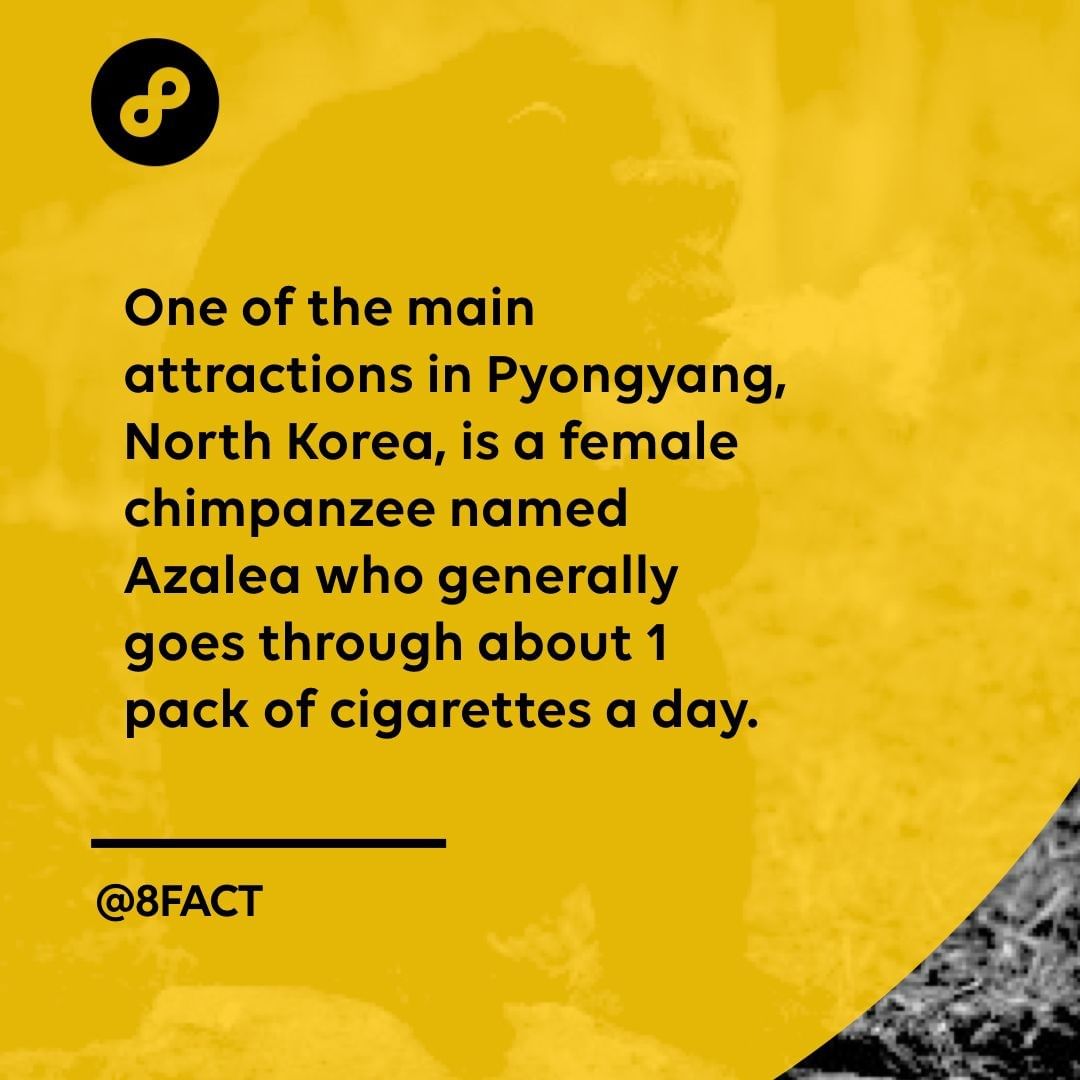 One of the main
attractions in Pyongyang,
North Korea, is a female
chimpanzee named
Azalea who generally
goes through about 1
pack of cigarettes a day.
@8FACT